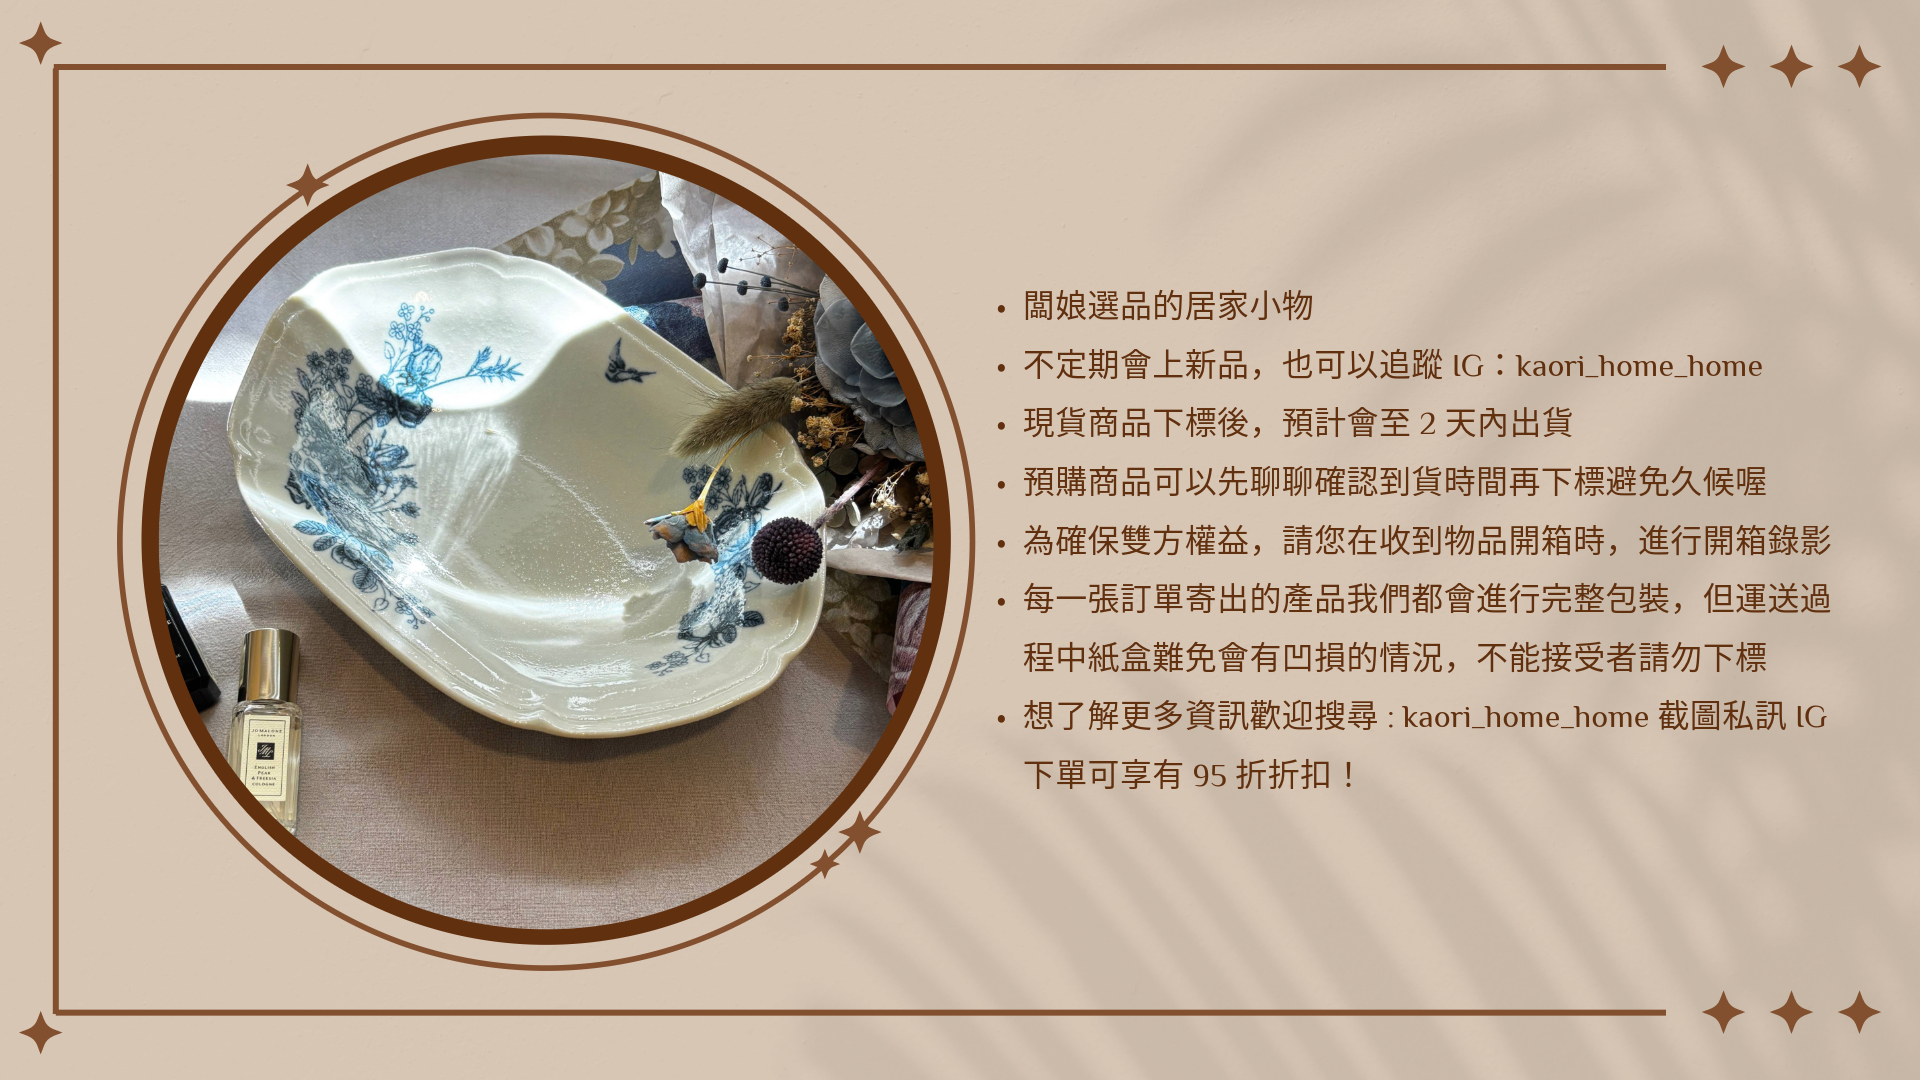 闆娘選品的居家小物
不定期會上新品，也可以追蹤 IG：kaori_home_home
現貨商品下標後，預計會至 2 天內出貨
預購商品可以先聊聊確認到貨時間再下標避免久候喔
為確保雙方權益，請您在收到物品開箱時，進行開箱錄影
每一張訂單寄出的產品我們都會進行完整包裝，但運送過
程中紙盒難免會有凹損的情況，不能接受者請勿下標
想了解更多資訊歡迎搜尋 : kaori_home_home 截圖私訊 IG
下單可享有 95 折折扣！
JO MALONE
LONDON
ENGLISH
PEAR
& FREESIA
COLOGNE